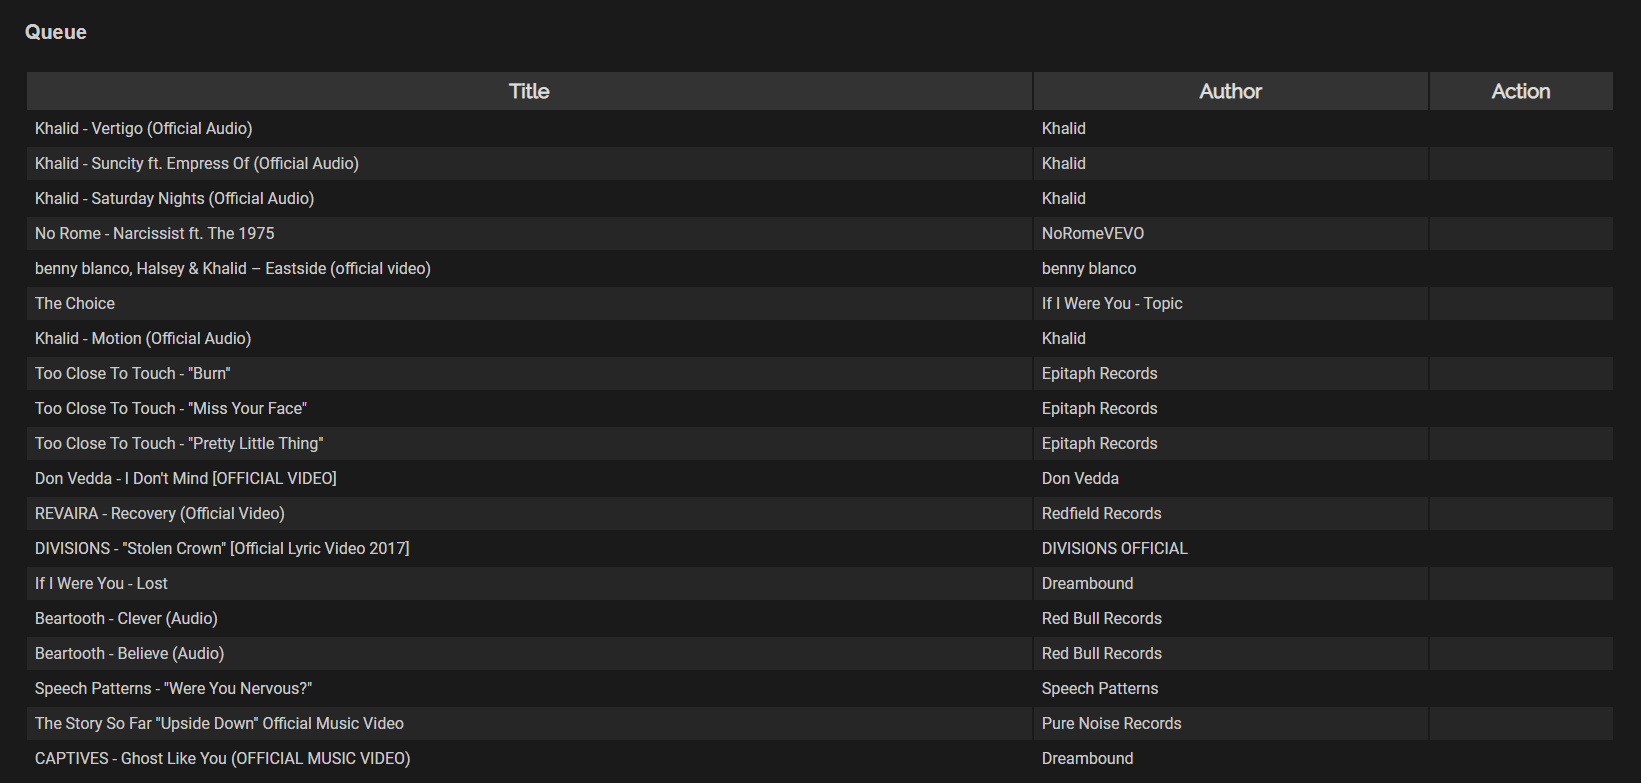 Queue
Title Author Action
Khalid - Vertigo (Official Audio) Khalid
Khalid - Suncity ft. Empress Of (Official Audio) Khalid
Khalid - Saturday Nights (Official Audio) Khalid
No Rome - Narcissist ft. The 1975 NoRomeVEVO
benny blanco, Halsey & Khalid – Eastside (official video) benny blanco
The Choice If I Were You - Topic
Khalid - Motion (Official Audio) Khalid
Too Close To Touch - "Burn" Epitaph Records
Too Close To Touch - "Miss Your Face" Epitaph Records
Too Close To Touch - "Pretty Little Thing" Epitaph Records
Don Vedda - I Don't Mind [OFFICIAL VIDEO] Don Vedda
REVAIRA - Recovery (Official Video) Redfield Records
DIVISIONS - "Stolen Crown" [Official Lyric Video 2017] DIVISIONS OFFICIAL
If I Were You - Lost Dreambound
Beartooth - Clever (Audio) Red Bull Records
Beartooth - Believe (Audio) Red Bull Records
Speech Patterns - "Were You Nervous?" Speech Patterns
The Story So Far "Upside Down" Official Music Video Pure Noise Records
CAPTIVES - Ghost Like You (OFFICIAL MUSIC VIDEO) Dreambound